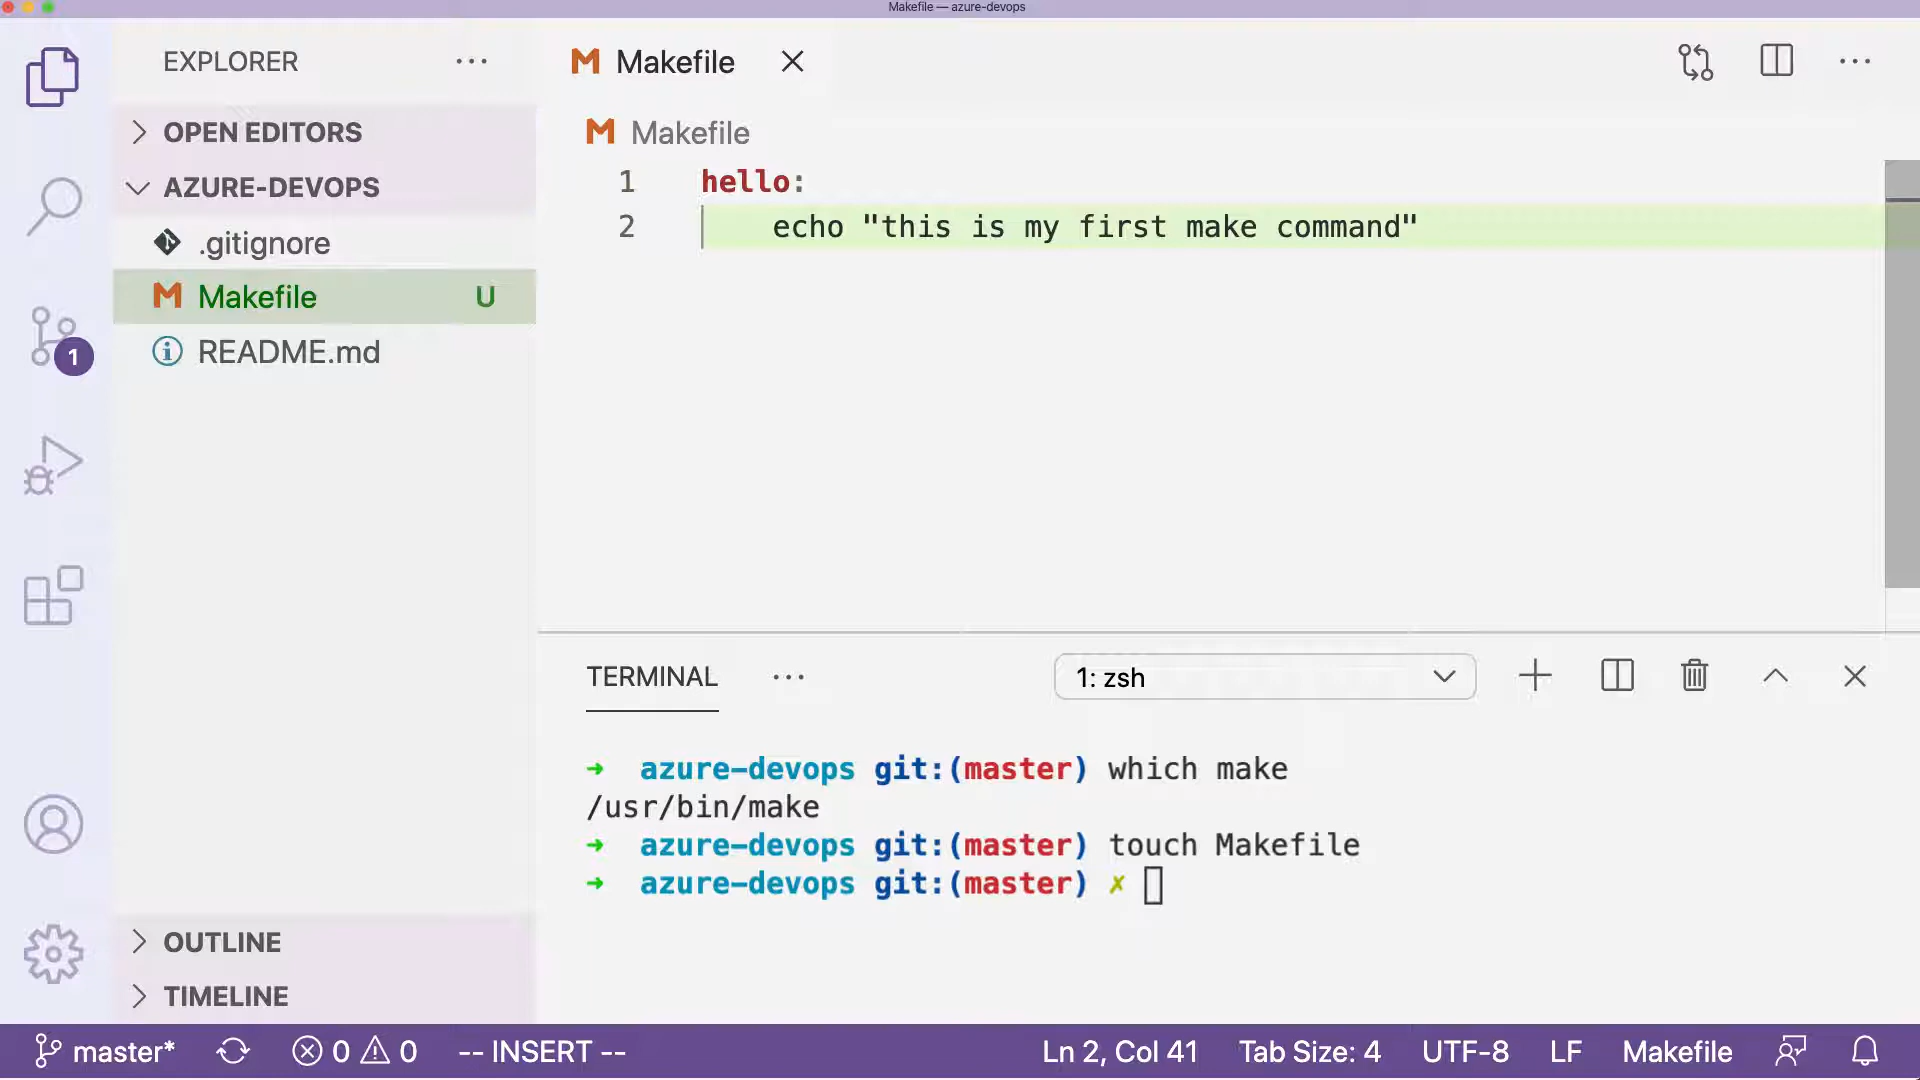 Makefile — azure-devops
EXPLORER
OPEN EDITORS
AZURE-DEVOPS
.gitignore
Makefile U
README.md
1
OUTLINE
TIMELINE
Makefile
Makefile
1 hello:
2 echo "this is my first make command"
TERMINAL
1: zsh
➜ azure-devops git:(master) which make
/usr/bin/make
➜ azure-devops git:(master) touch Makefile
➜ azure-devops git:(master) ✗
master* 0 0 -- INSERT -- Ln 2, Col 41 Tab Size: 4 UTF-8 LF Makefile